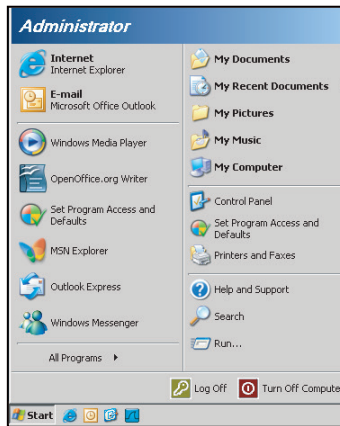 Administrator
Internet
Internet Explorer
E-mail
Microsoft Office Outlook
Windows Media Player
OpenOffice.org Writer
Set Program Access and
Defaults
MSN Explorer
Outlook Express
Windows Messenger
All Programs
My Documents
My Recent Documents
My Pictures
My Music
My Computer
Control Panel
Set Program Access and
Defaults
Printers and Faxes
Help and Support
Search
Run...
Log Off
Turn Off Compute
Start